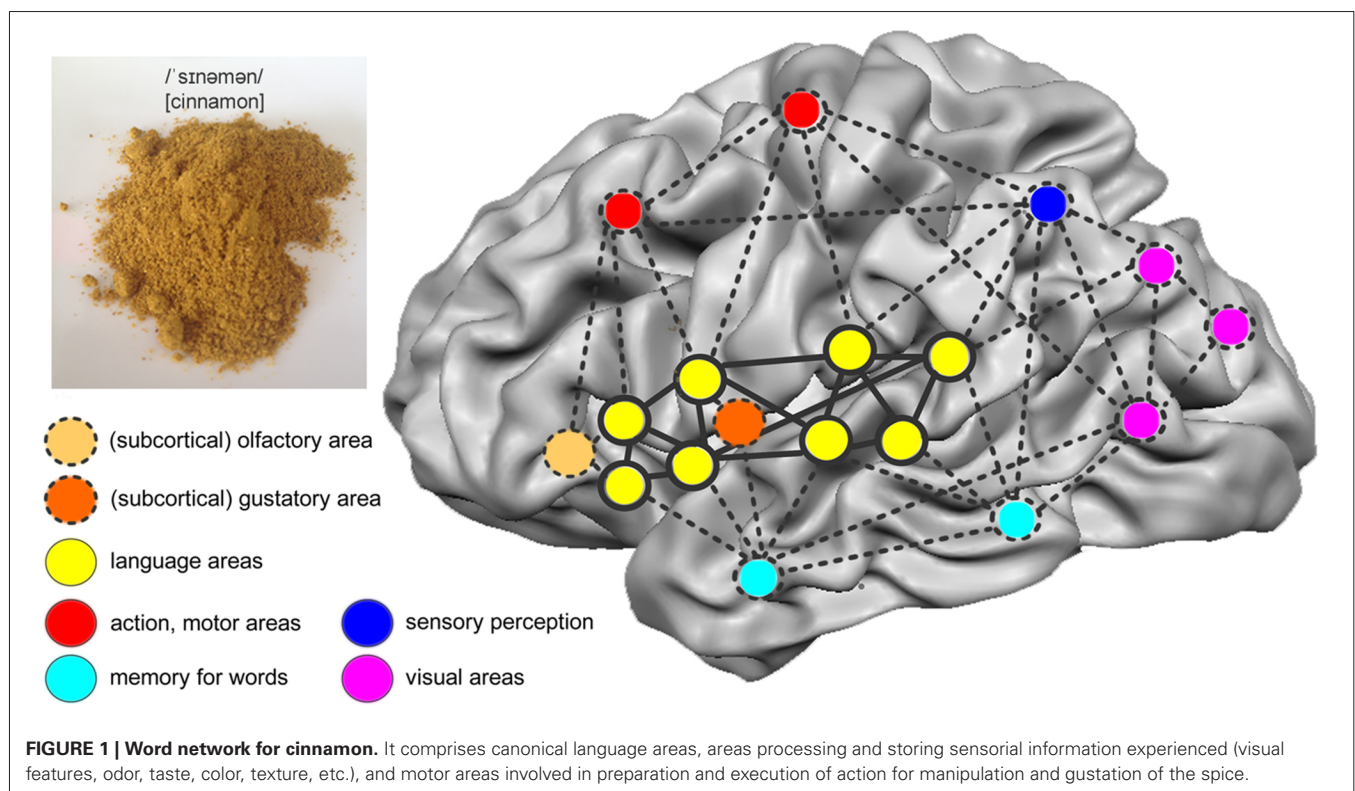 /ˈsɪnəmən/
[cinnamon]
(subcortical) olfactory area
(subcortical) gustatory area
language areas
action, motor areas
sensory perception
memory for words
visual areas
FIGURE 1 | Word network for cinnamon. It comprises canonical language areas, areas processing and storing sensorial information experienced (visual
features, odor, taste, color, texture, etc.), and motor areas involved in preparation and execution of action for manipulation and gustation of the spice.